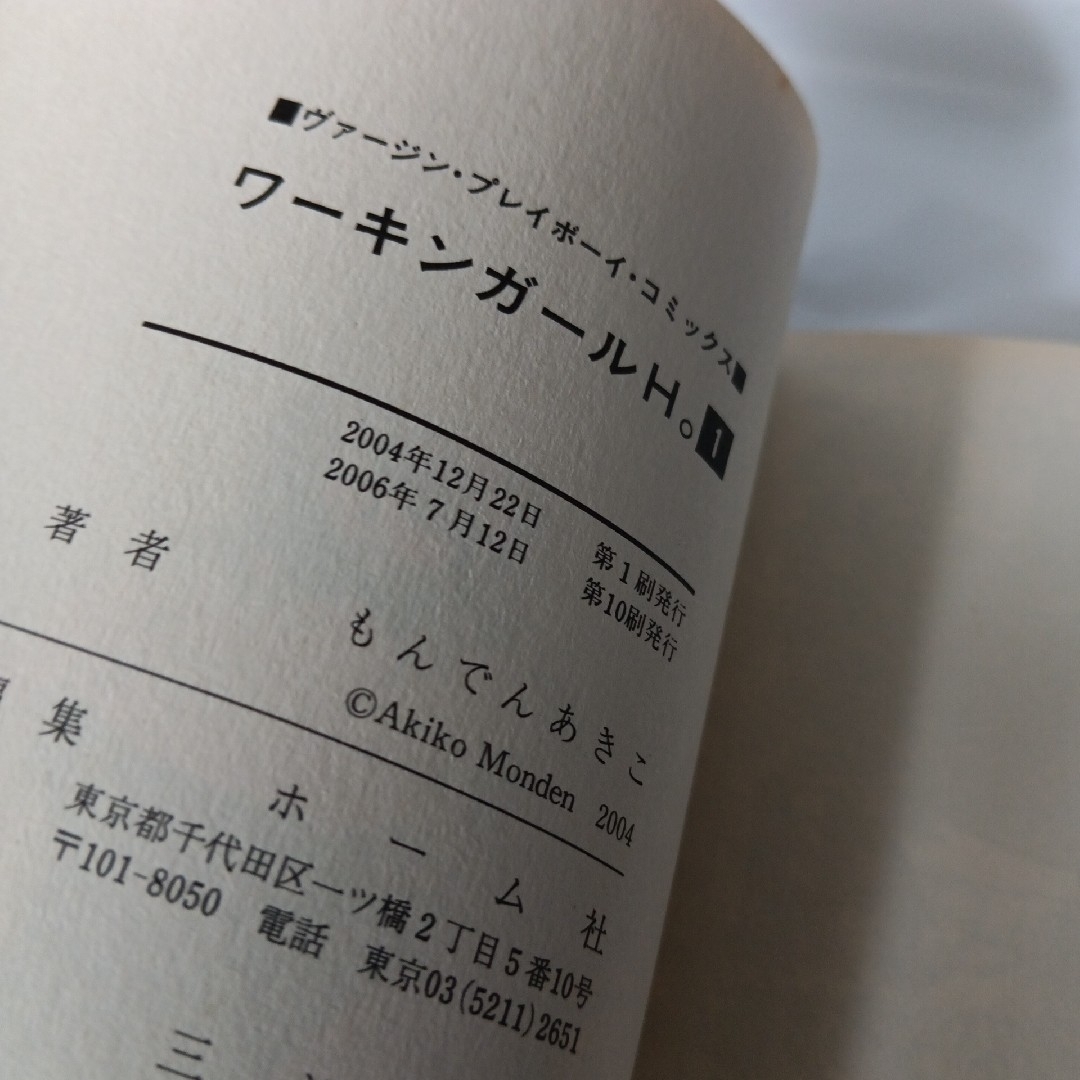 ■ヴァージン・プレイボーイ・コミックス■
ワーキンガールH。1
2004年12月22日　第1刷発行
2006年7月12日　第10刷発行
著者　もんでんあきこ
©Akiko Monden 2004
集　ホーム社
東京都千代田区一ツ橋2丁目5番10号
〒101-8050　電話　東京03(5211)2651
三